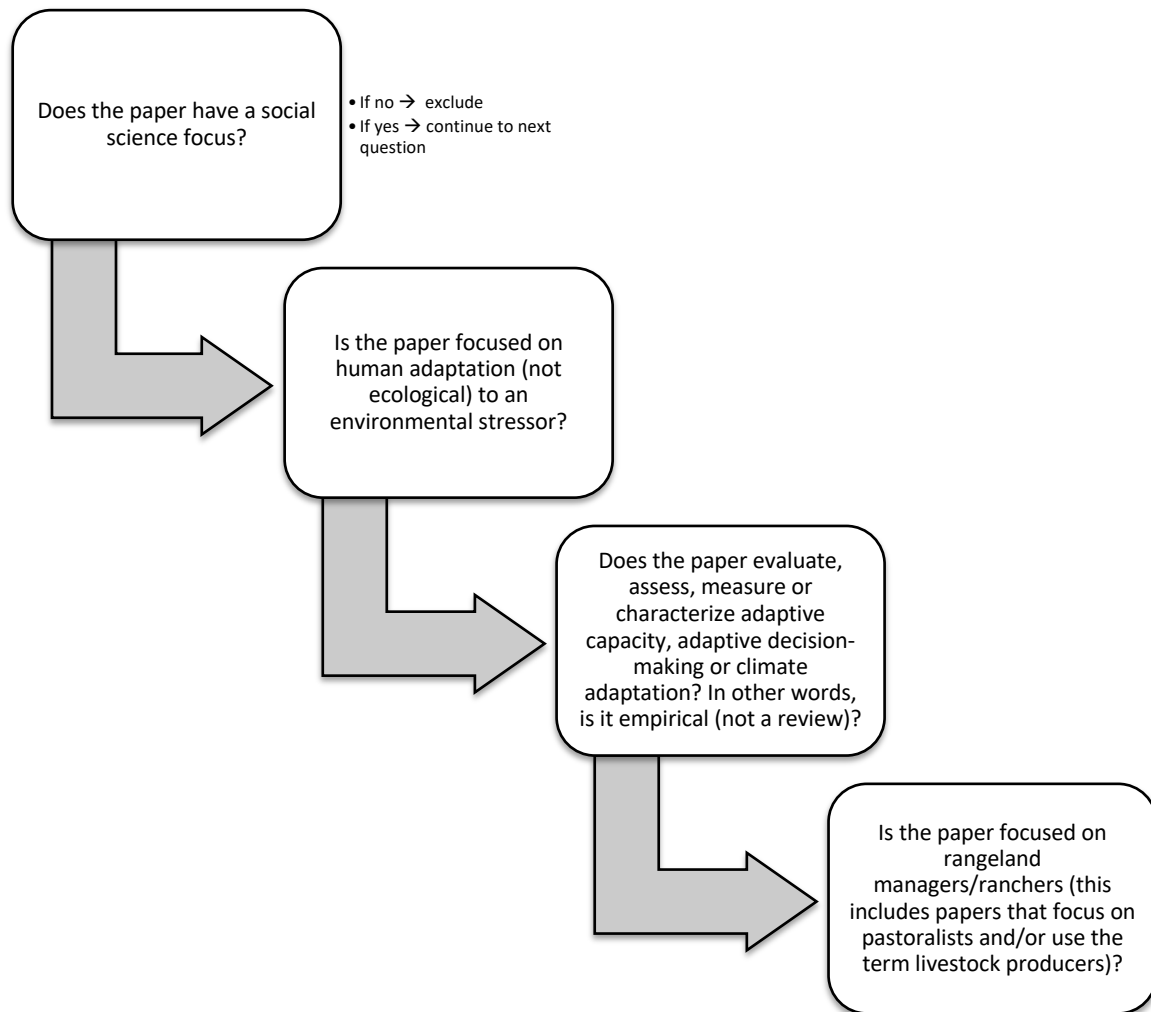 Does the paper have a social
science focus?
• If no → exclude
• If yes → continue to next
question
Is the paper focused on
human adaptation (not
ecological) to an
environmental stressor?
Does the paper evaluate,
assess, measure or
characterize adaptive
capacity, adaptive decision-
making or climate
adaptation? In other words,
is it empirical (not a review)?
Is the paper focused on
rangeland
managers/ranchers (this
includes papers that focus on
pastoralists and/or use the
term livestock producers)?